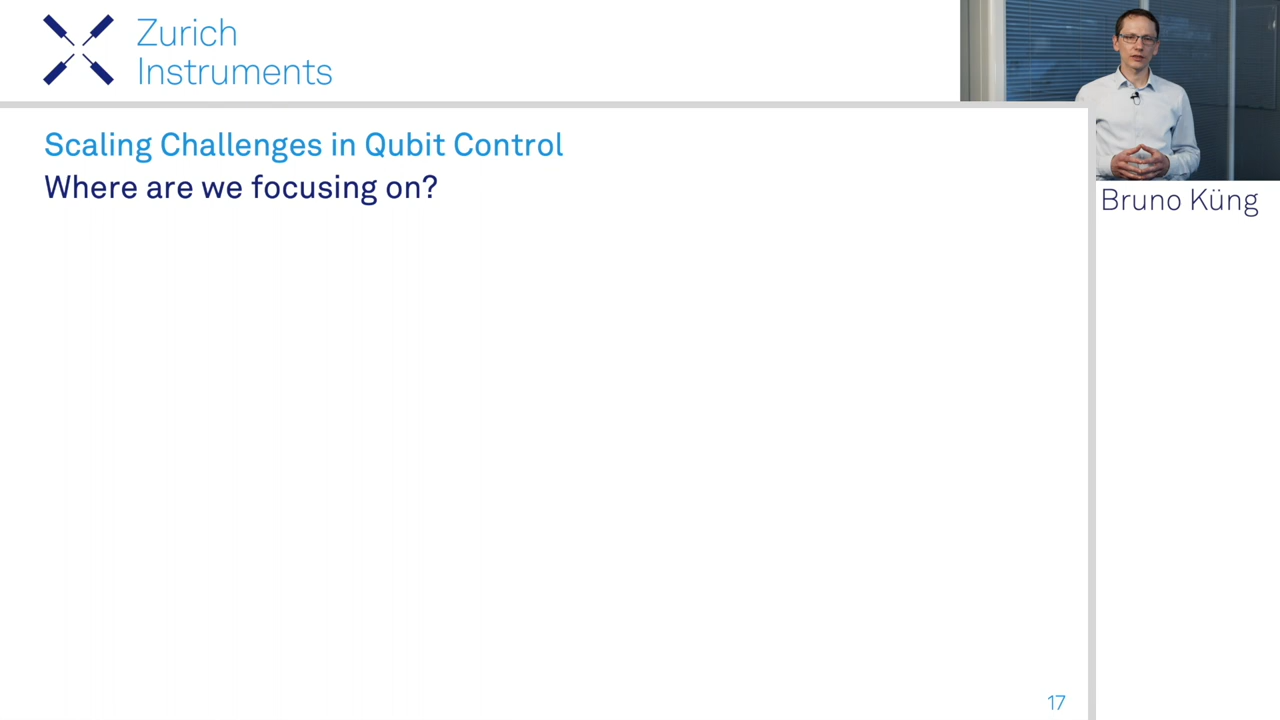 Zurich
Instruments
Scaling Challenges in Qubit Control
Where are we focusing on?
Bruno Küng
17